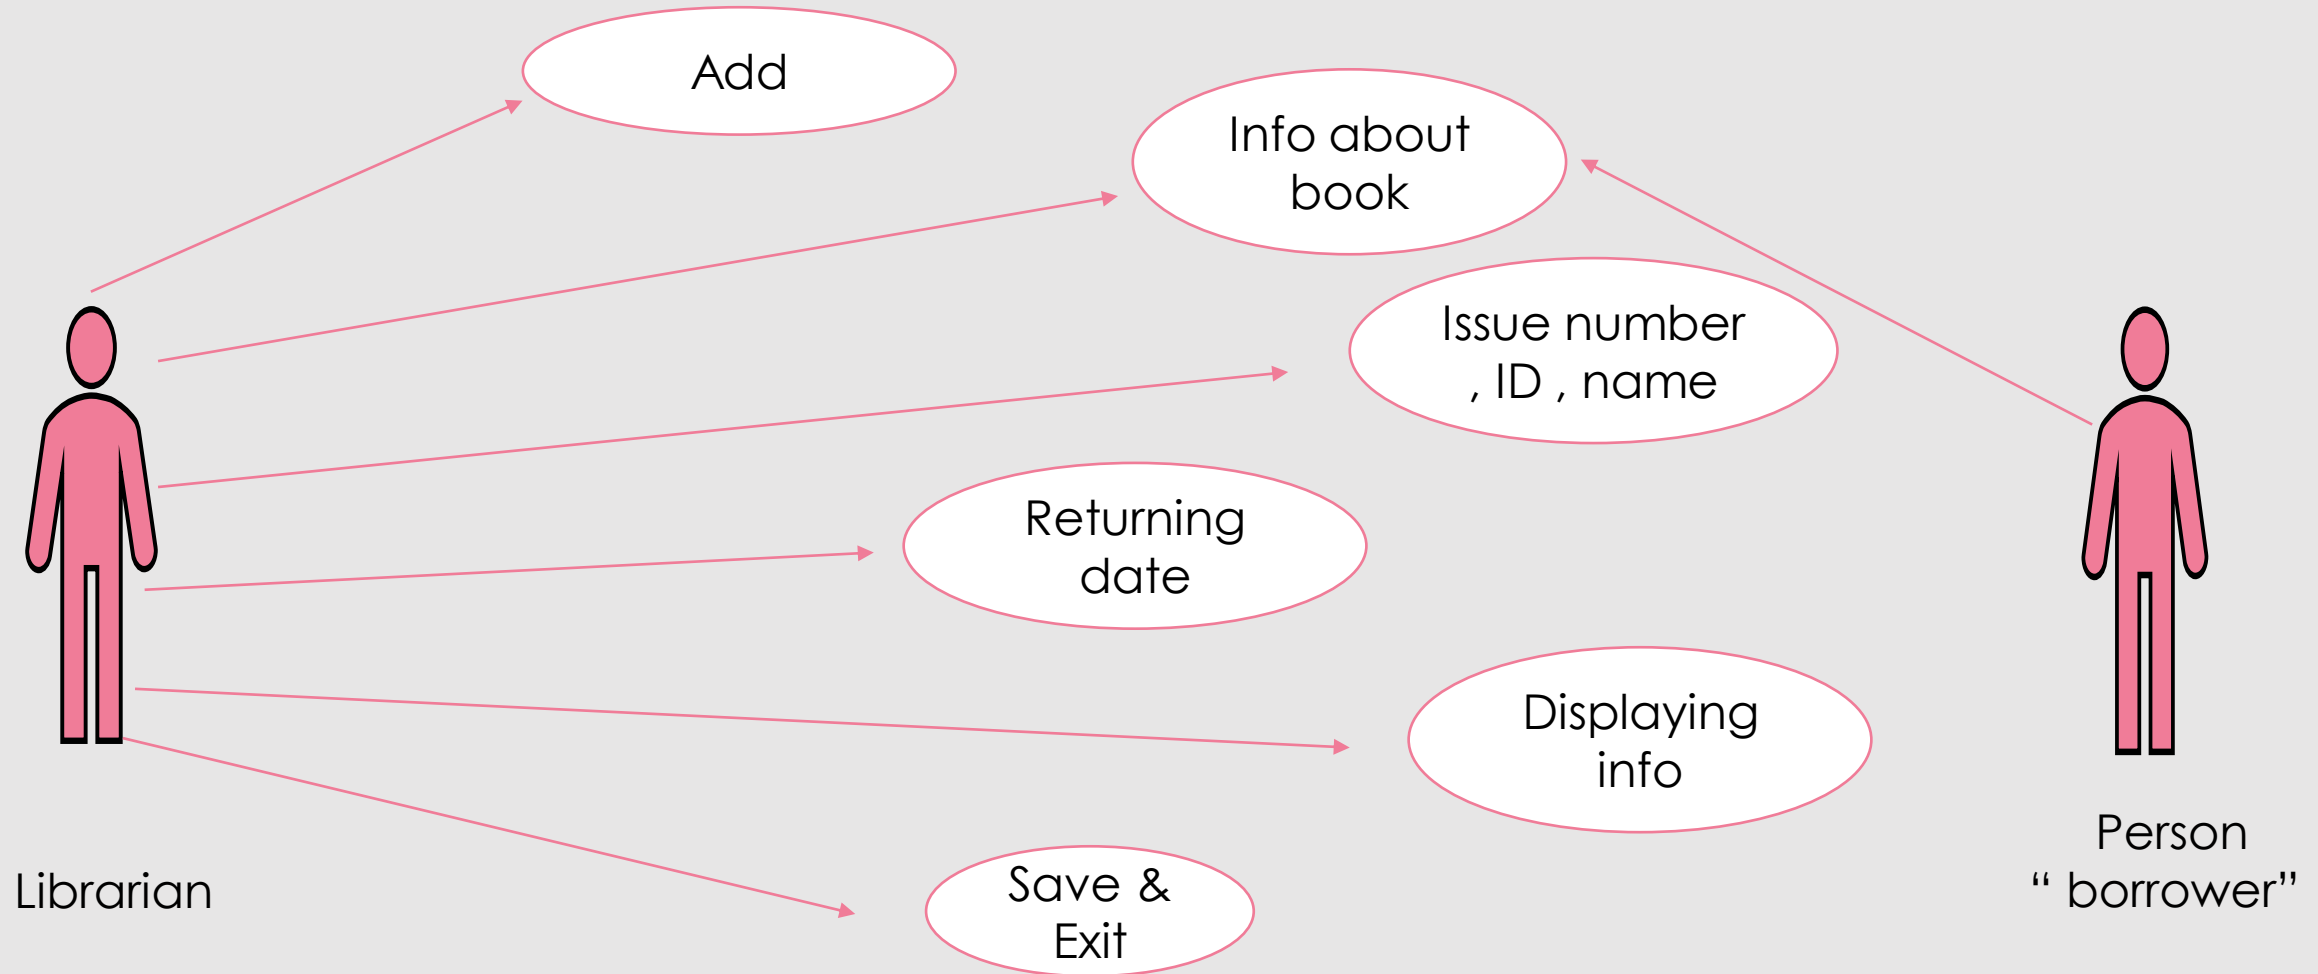 Add
Info about
book
Issue number
, ID , name
Returning
date
Displaying
info
Save &
Exit
Librarian
Person
“ borrower”